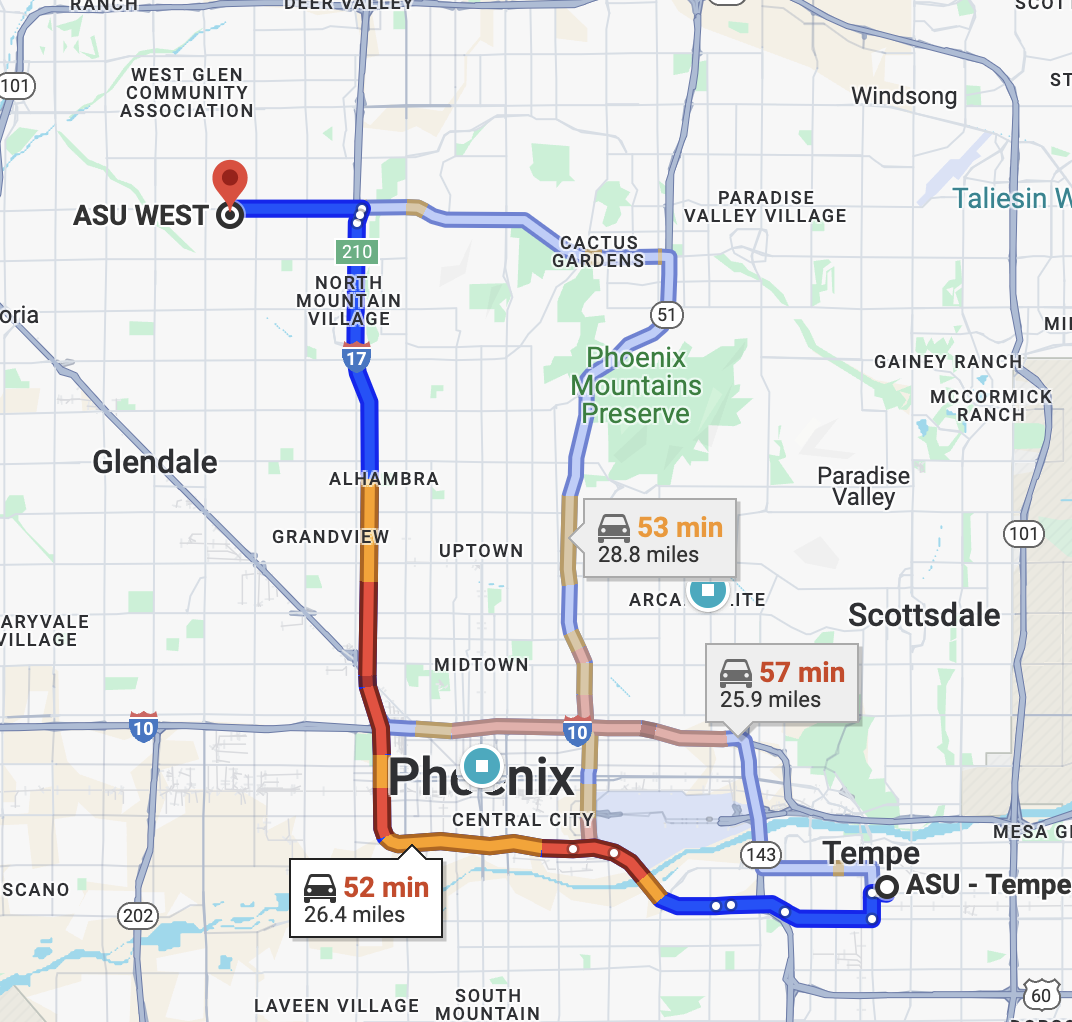 RANCH
DEER VALLEY
SCOTT
101
WEST GLEN
COMMUNITY
ASSOCIATION
Windsong
ST
PARADISE
VALLEY VILLAGE
Taliesin W
ASU WEST
210
CACTUS
GARDENS
NORTH
MOUNTAIN
VILLAGE
oria
51
MI
17
Phoenix
Mountains
Preserve
GAINEY RANCH
MCCORMICK
RANCH
Glendale
ALHAMBRA
Paradise
Valley
GRANDVIEW
UPTOWN
53 min
28.8 miles
101
ARCA
LITE
Scottsdale
ARYVALE
VILLAGE
MIDTOWN
57 min
25.9 miles
10
10
Phoenix
CENTRAL CITY
MESA G
143
Tempe
ASU - Tempe
52 min
26.4 miles
SCANO
202
LAVEEN VILLAGE
SOUTH
MOUNTAIN
60